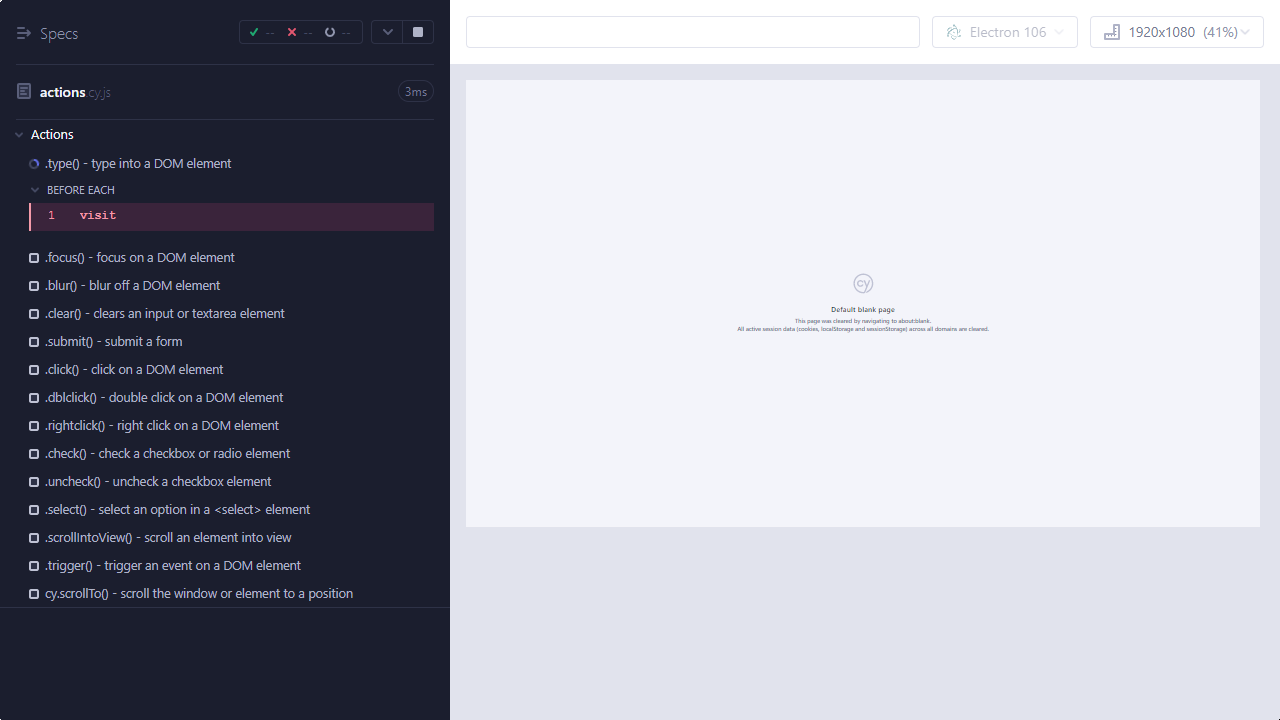 Specs
--
--
--
actions cy.js
3ms
Actions
.type() - type into a DOM element
BEFORE EACH
1 visit
.focus() - focus on a DOM element
.blur() - blur off a DOM element
.clear() - clears an input or textarea element
.submit() - submit a form
.click() - click on a DOM element
.dblclick() - double click on a DOM element
.rightclick() - right click on a DOM element
.check() - check a checkbox or radio element
.uncheck() - uncheck a checkbox element
.select() - select an option in a <select> element
.scrollIntoView() - scroll an element into view
.trigger() - trigger an event on a DOM element
cy.scrollTo() - scroll the window or element to a position
Electron 106
1920x1080 (41%)
cy
Default blank page
This page was cleared by navigating to about:blank.
All active session data (cookies, localStorage and sessionStorage) across all domains are cleared.